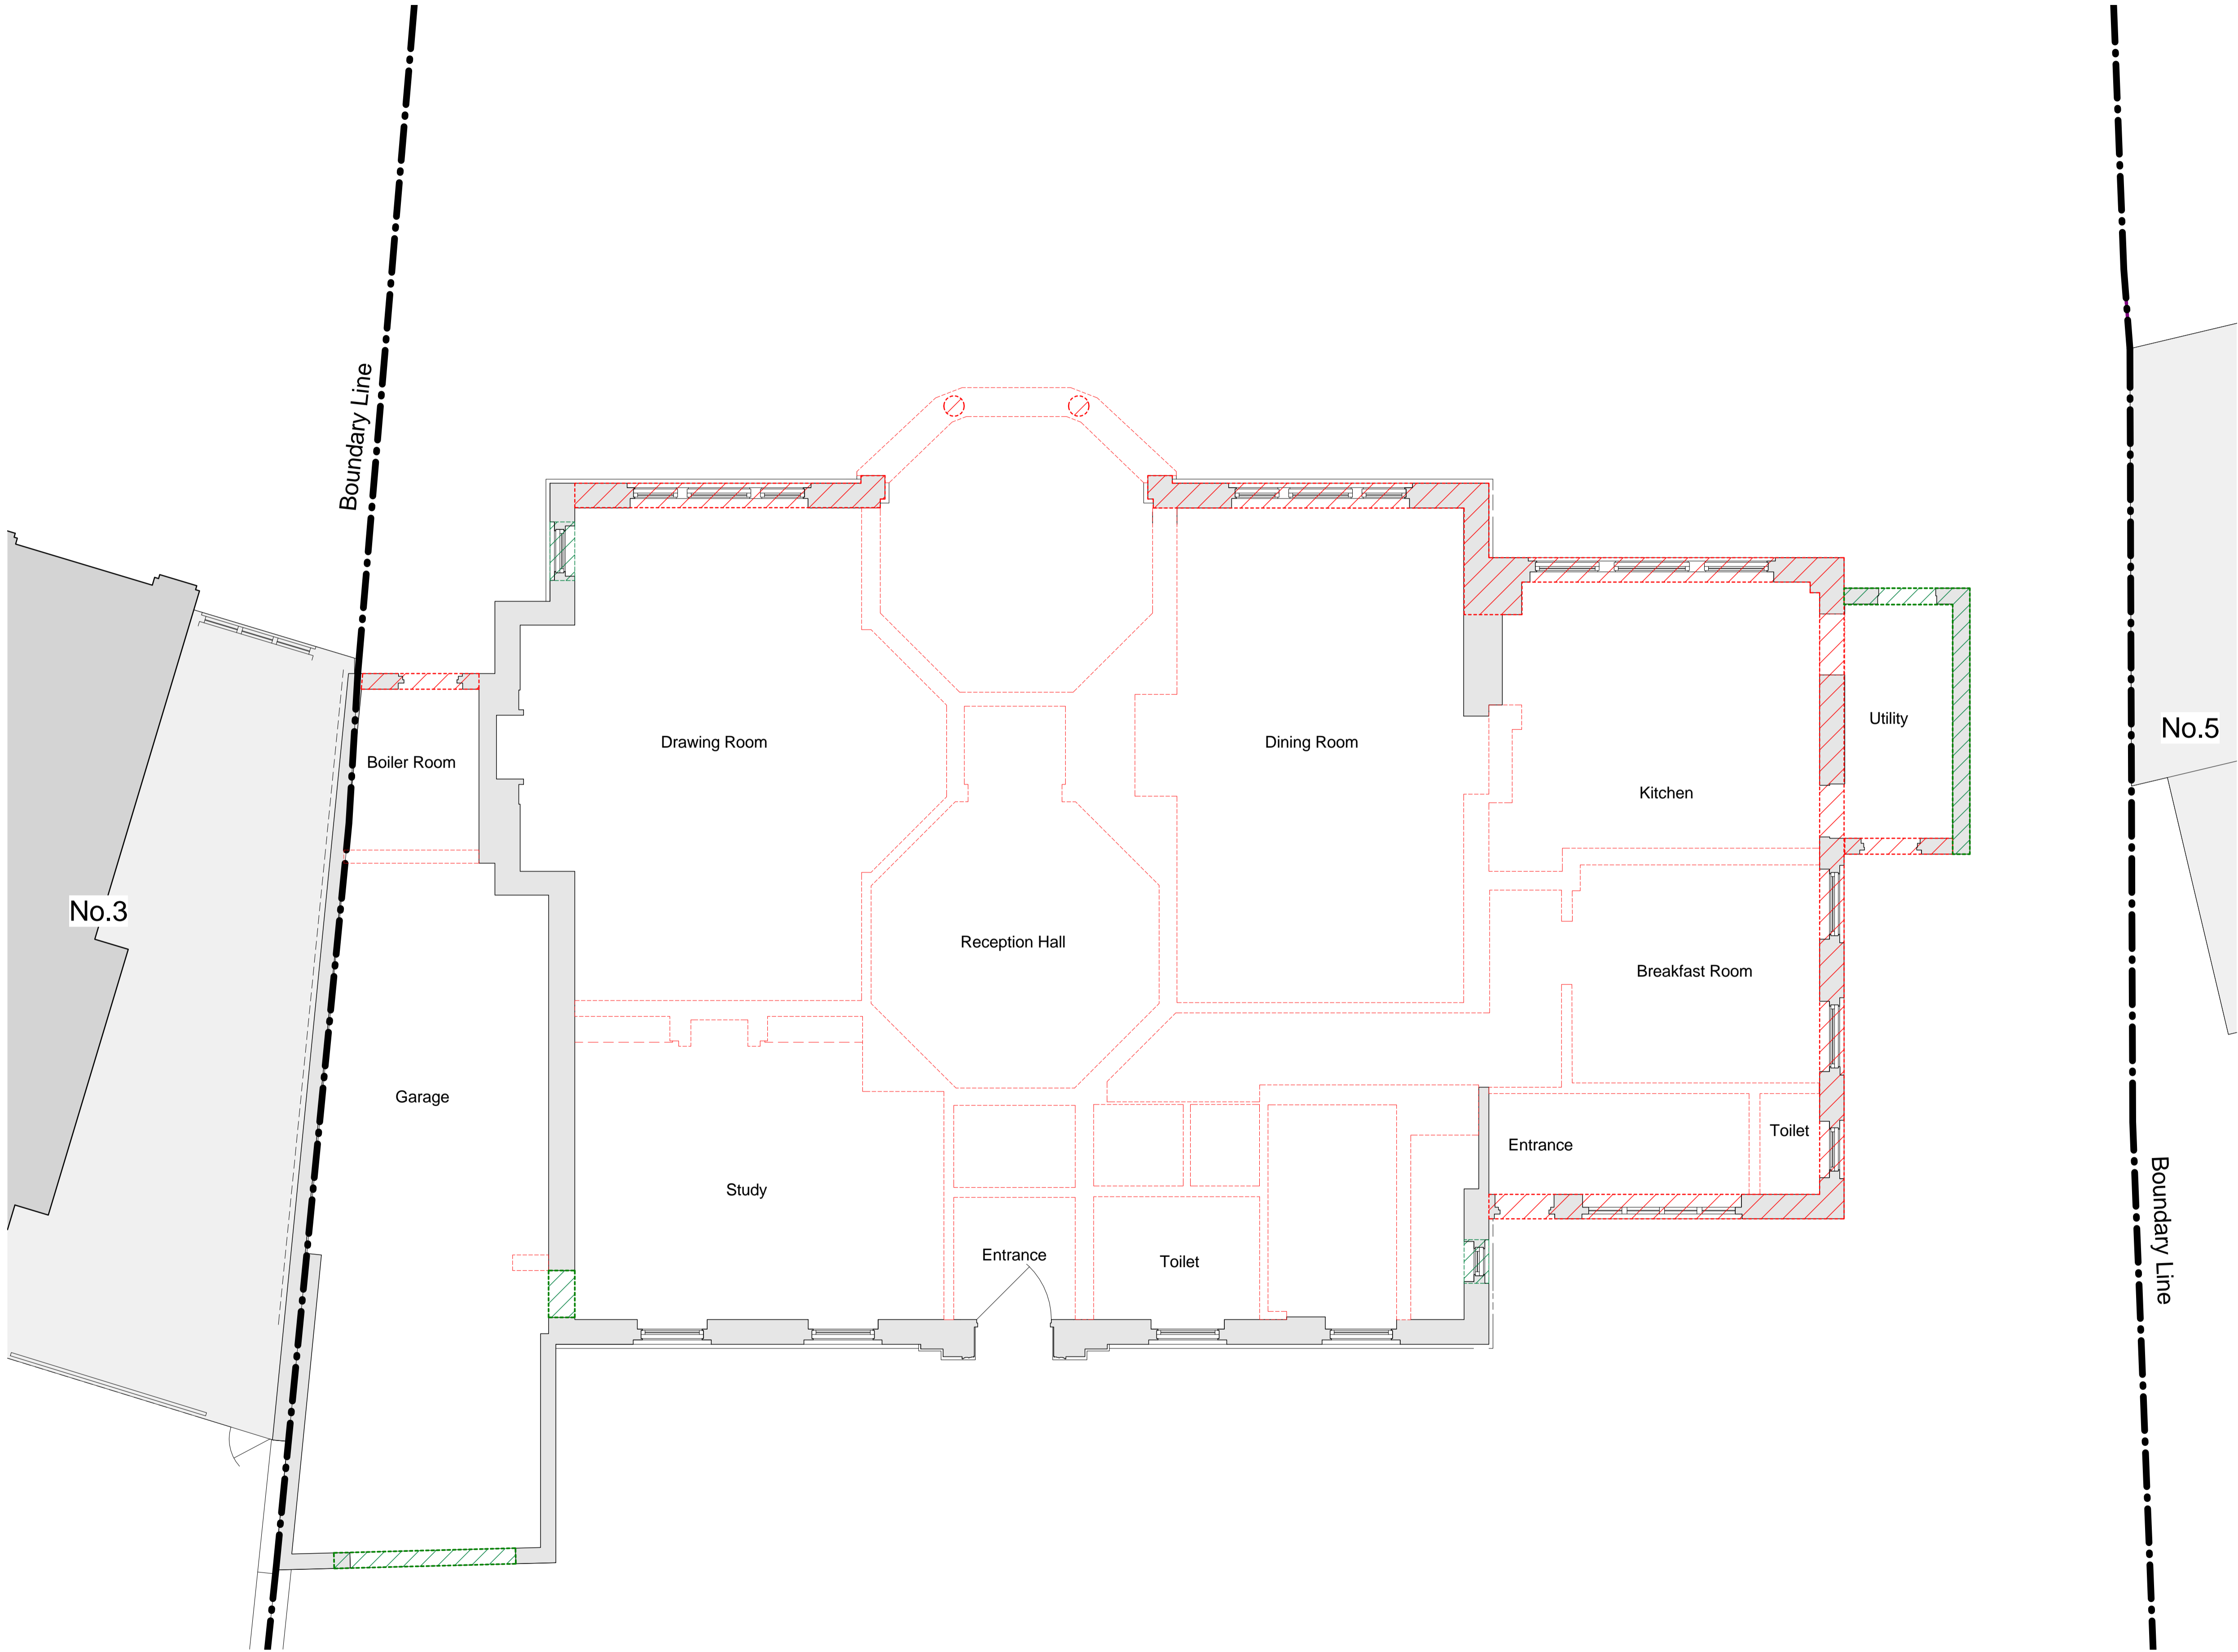 Boundary Line
No.5
Utility
Drawing Room
Dining Room
Boiler Room
Kitchen
No.3
Reception Hall
Breakfast Room
Garage
Toilet
Entrance
Study
Boundary Line
Entrance
Toilet